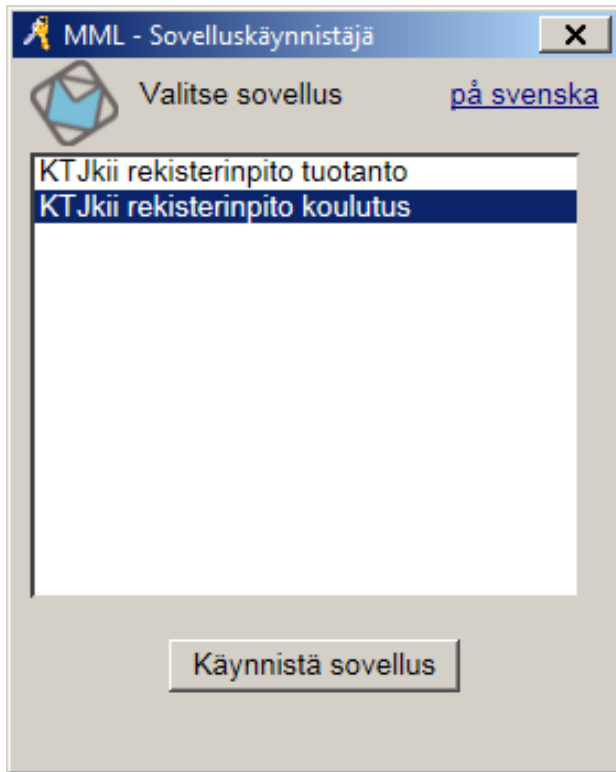 MML - Sovelluskäynnistäjä
Valitse sovellus
på svenska
KTJkii rekisterinpito tuotanto
KTJkii rekisterinpito koulutus
Käynnistä sovellus